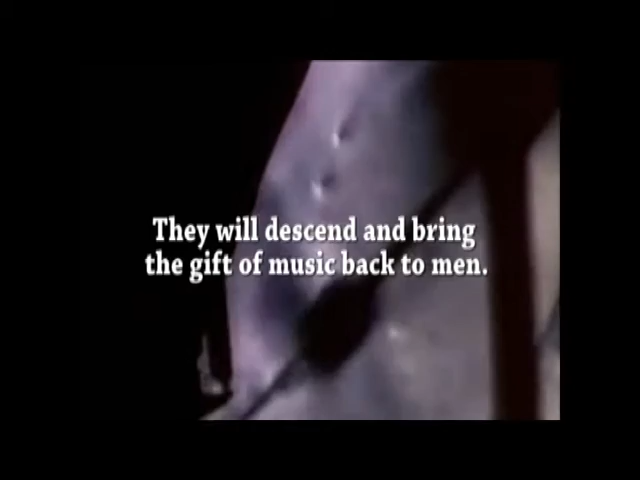 They will descend and bring
the gift of music back to men.